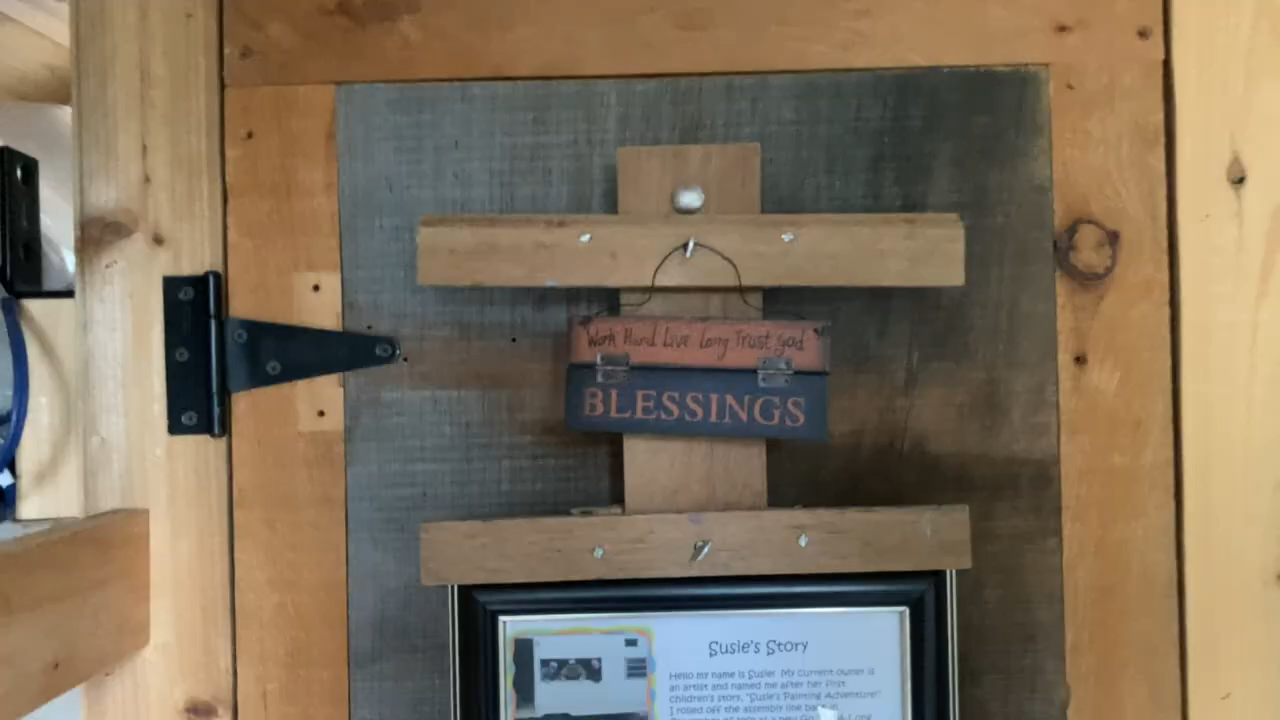 Work Hard Live Long Trust God
BLESSINGS
Susie's Story
Hello my name is Susie! My current owner is
an artist and named me after her first
children's story, "Susie's Painting Adventure!"
I rolled off the assembly line back in
as a new